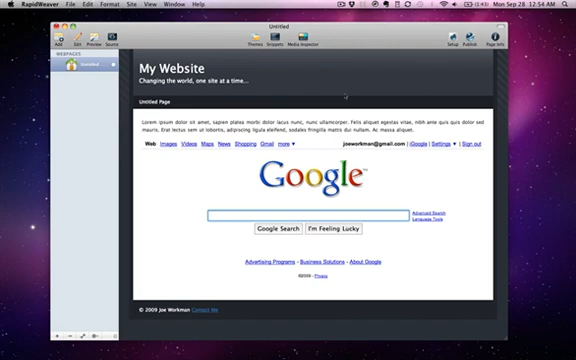 RapidWeaver File Edit Format View Site Window Help (1:43) Mon Sep 28 12:54 AM
Untitled
Add Edit Preview Source Themes Snippets Media Inspector Setup Publish Page Info
WEBPAGES
My Website
Changing the world, one site at a time...
Untitled Page
Lorem ipsum dolor sit amet, sapien platea morbi dolor lacus nunc, nunc ullamcorper. Felis aliquet egestas vitae, nibh ante quis quis dolor sed
mauris. Erat lectus sem ut lobortis, adipiscing ligula eleifend, sodales fringilla mattis dui nullam. Ac massa aliquet.
Web Images Videos Maps News Shopping Gmail more ▼ joeworkman@gmail.com | iGoogle | Settings ▼ | Sign out
Google™
Advanced Search
Language Tools
Google Search I'm Feeling Lucky
Advertising Programs - Business Solutions - About Google
©2009 - Privacy
© 2009 Joe Workman Contact Me